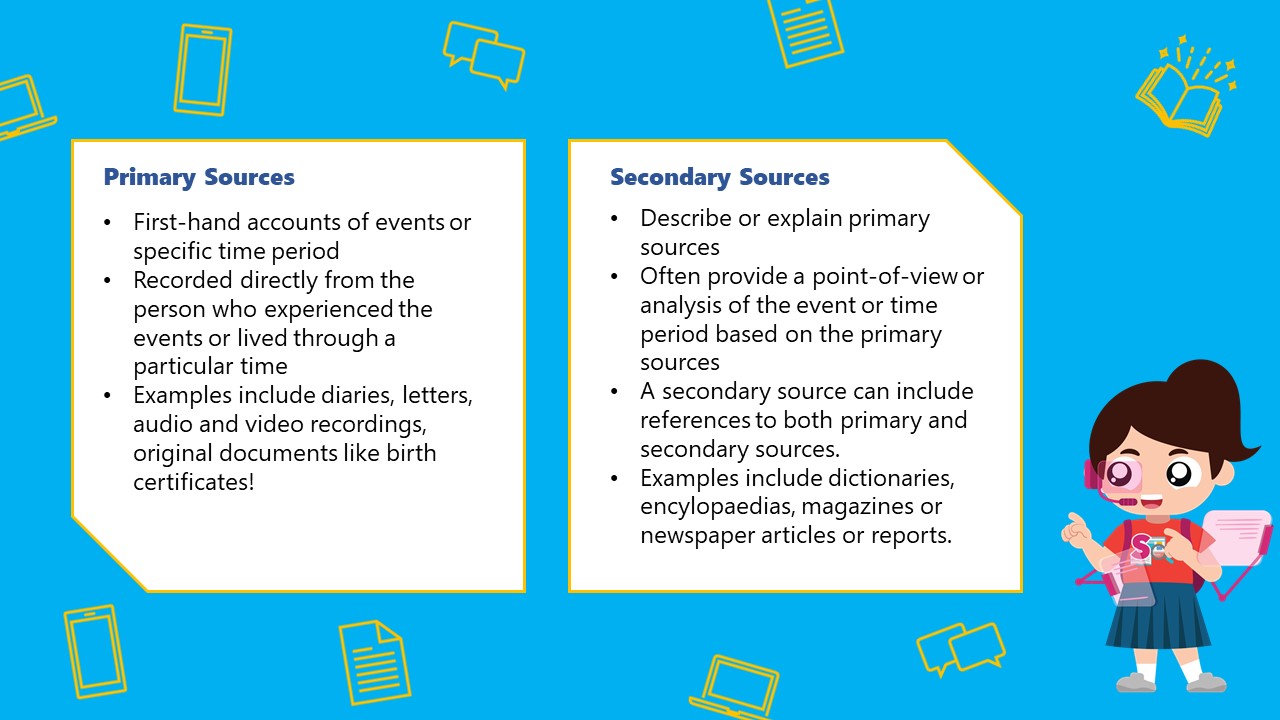 Primary Sources
• First-hand accounts of events or
specific time period
• Recorded directly from the
person who experienced the
events or lived through a
particular time
• Examples include diaries, letters,
audio and video recordings,
original documents like birth
certificates!
Secondary Sources
• Describe or explain primary
sources
• Often provide a point-of-view or
analysis of the event or time
period based on the primary
sources
• A secondary source can include
references to both primary and
secondary sources.
• Examples include dictionaries,
encylopaedias, magazines or
newspaper articles or reports.